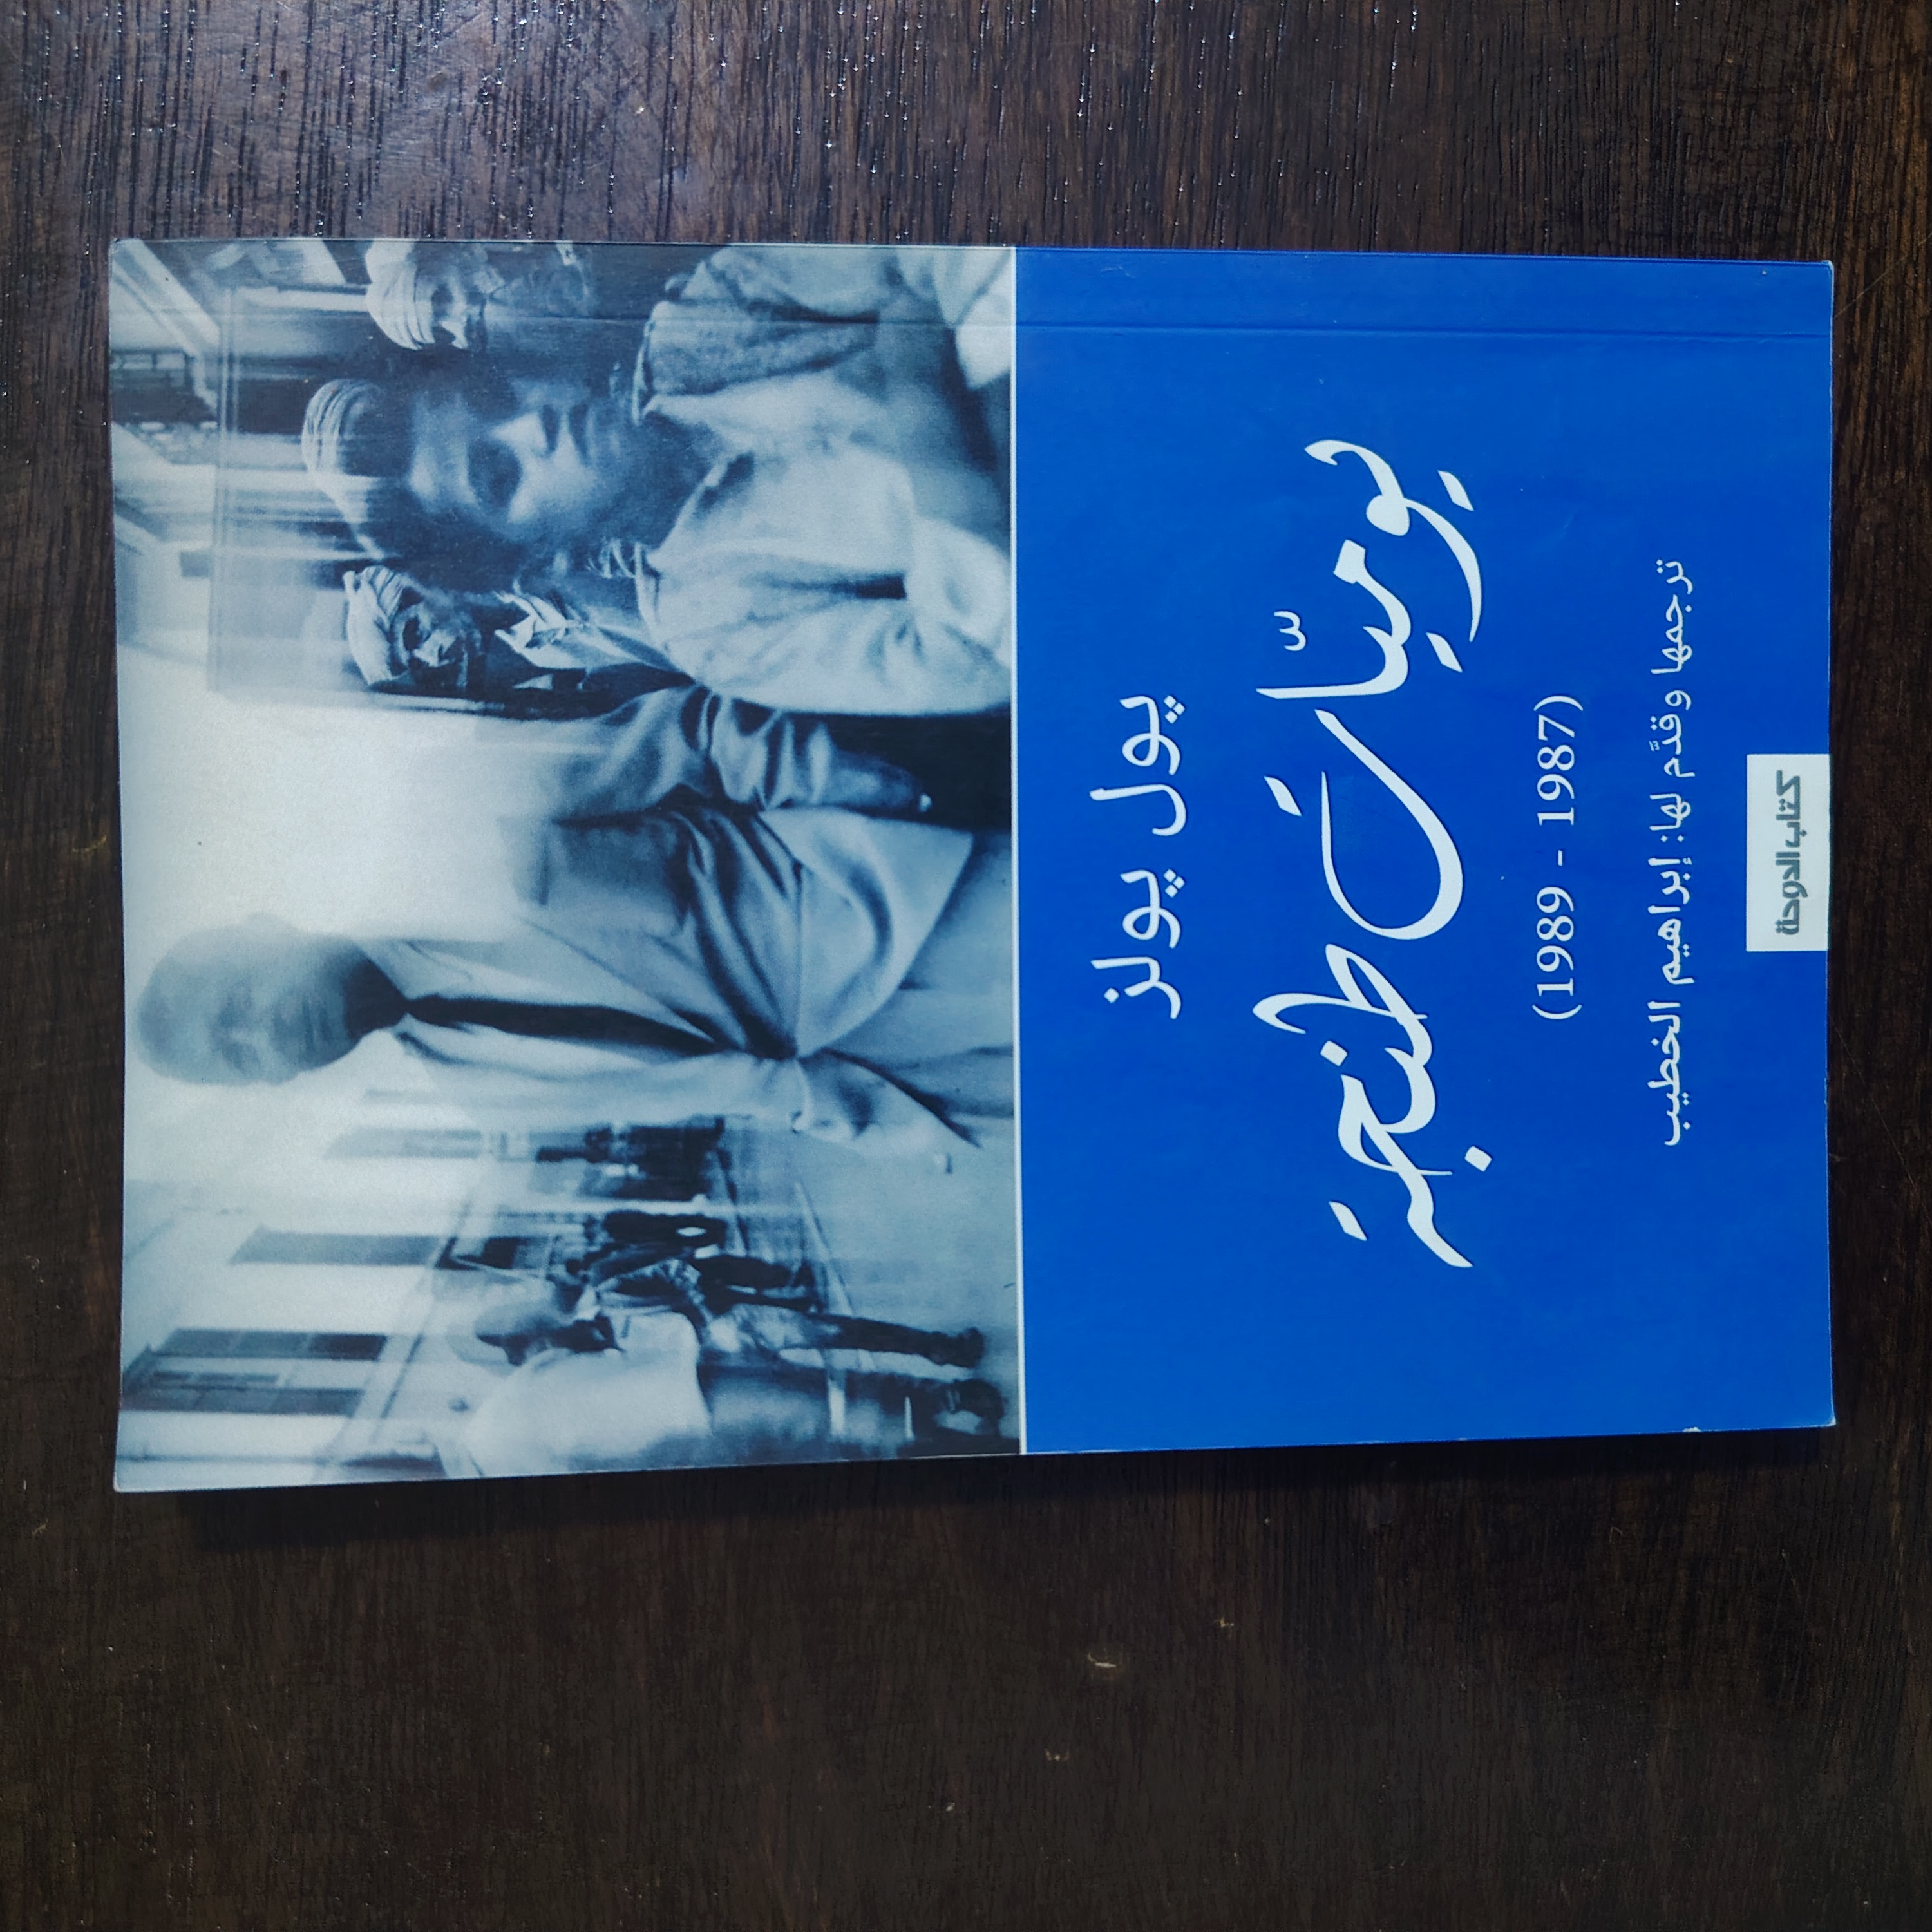 پول پولز
يوميّات طنجة
(1987 - 1989)
ترجمها وقدَّم لها: إبراهيم الخطيب
كتاب الدوحة